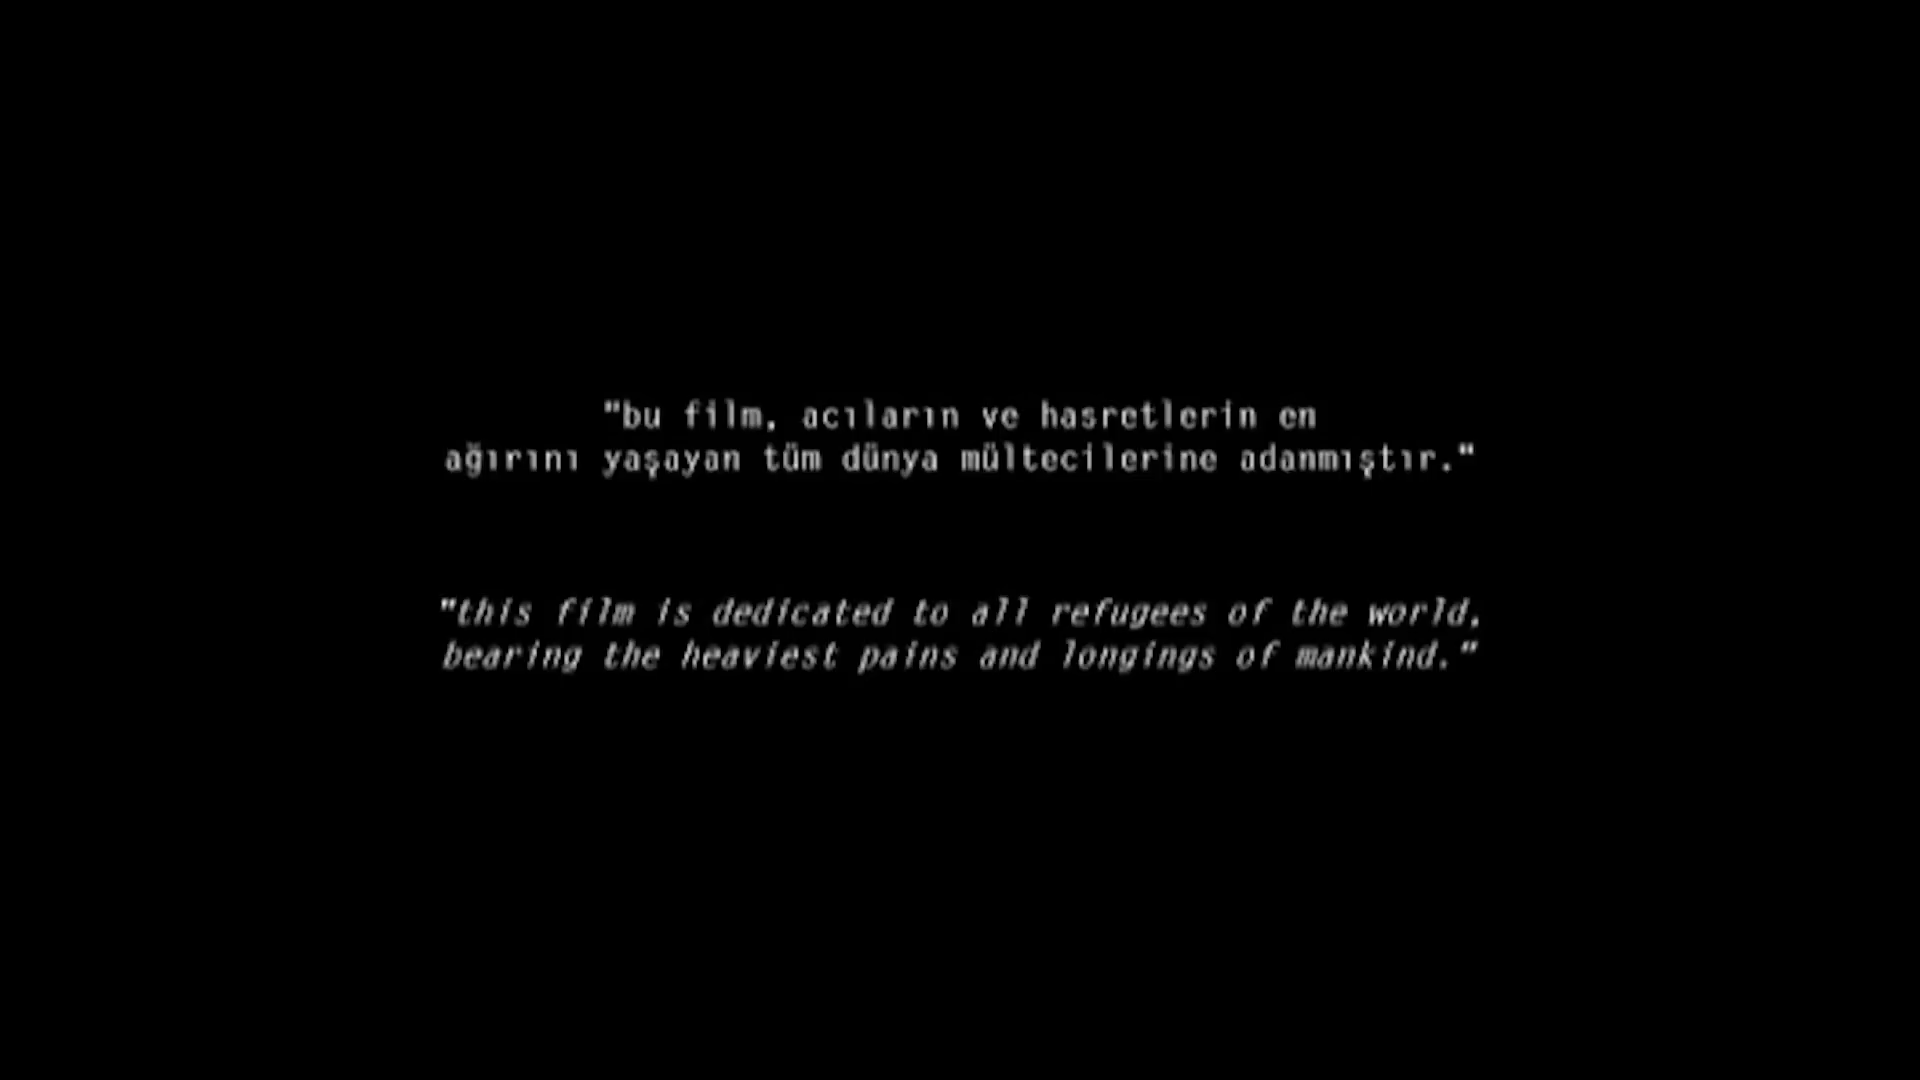 "bu film, acıların ve hasretlerin en
ağırını yaşayan tüm dünya mültecilerine adanmıştır."
"this film is dedicated to all refugees of the world,
bearing the heaviest pains and longings of mankind."